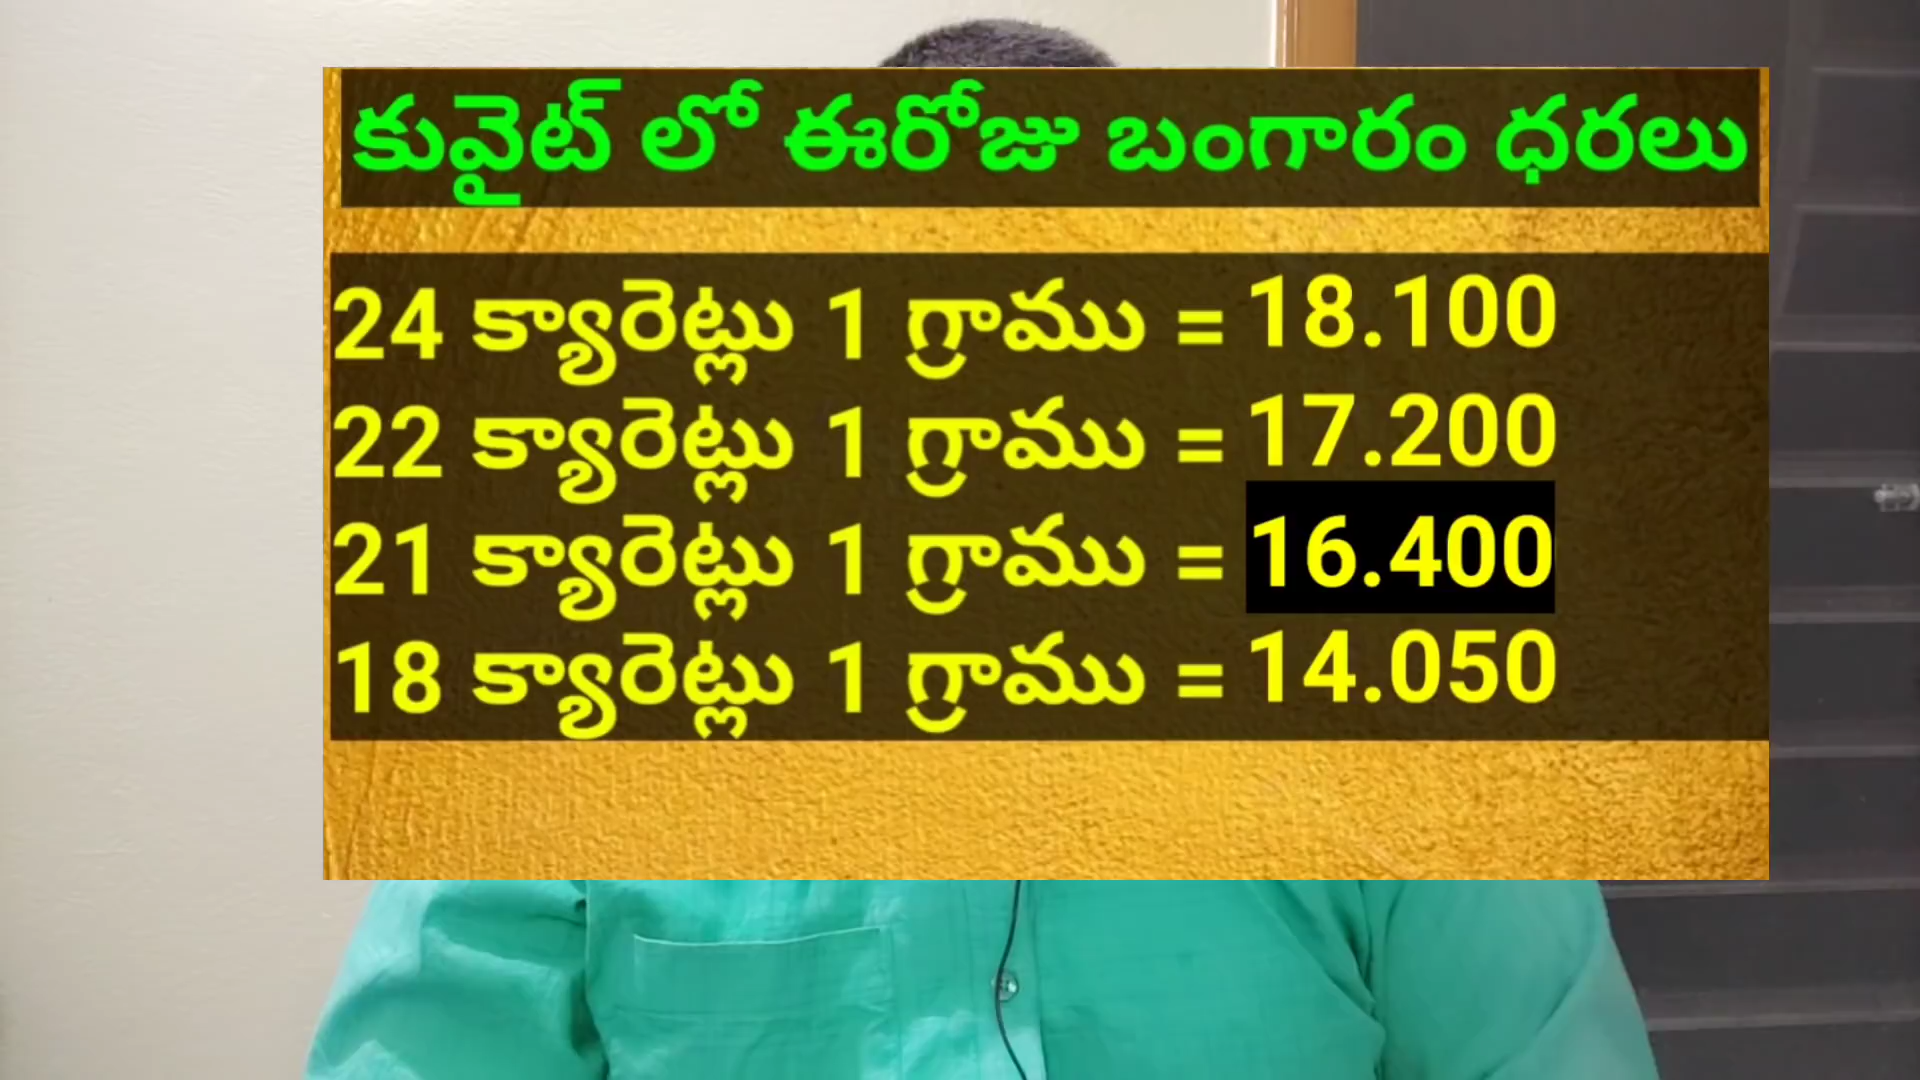 కువైట్ లో ఈరోజు బంగారం ధరలు
24 క్యారెట్లు 1 గ్రాము = 18.100
22 క్యారెట్లు 1 గ్రాము = 17.200
21 క్యారెట్లు 1 గ్రాము = 16.400
18 క్యారెట్లు 1 గ్రాము = 14.050